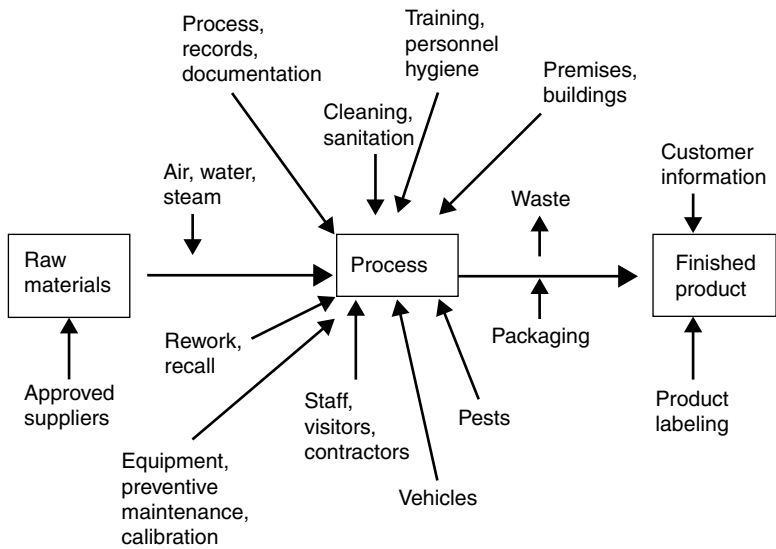 Process,
records,
documentation
Training,
personnel
hygiene
Premises,
buildings
Cleaning,
sanitation
Customer
information
Air, water,
steam
Waste
Raw
materials
Process
Finished
product
Rework,
recall
Packaging
Approved
suppliers
Staff,
visitors,
contractors
Pests
Product
labeling
Equipment,
preventive
maintenance,
calibration
Vehicles